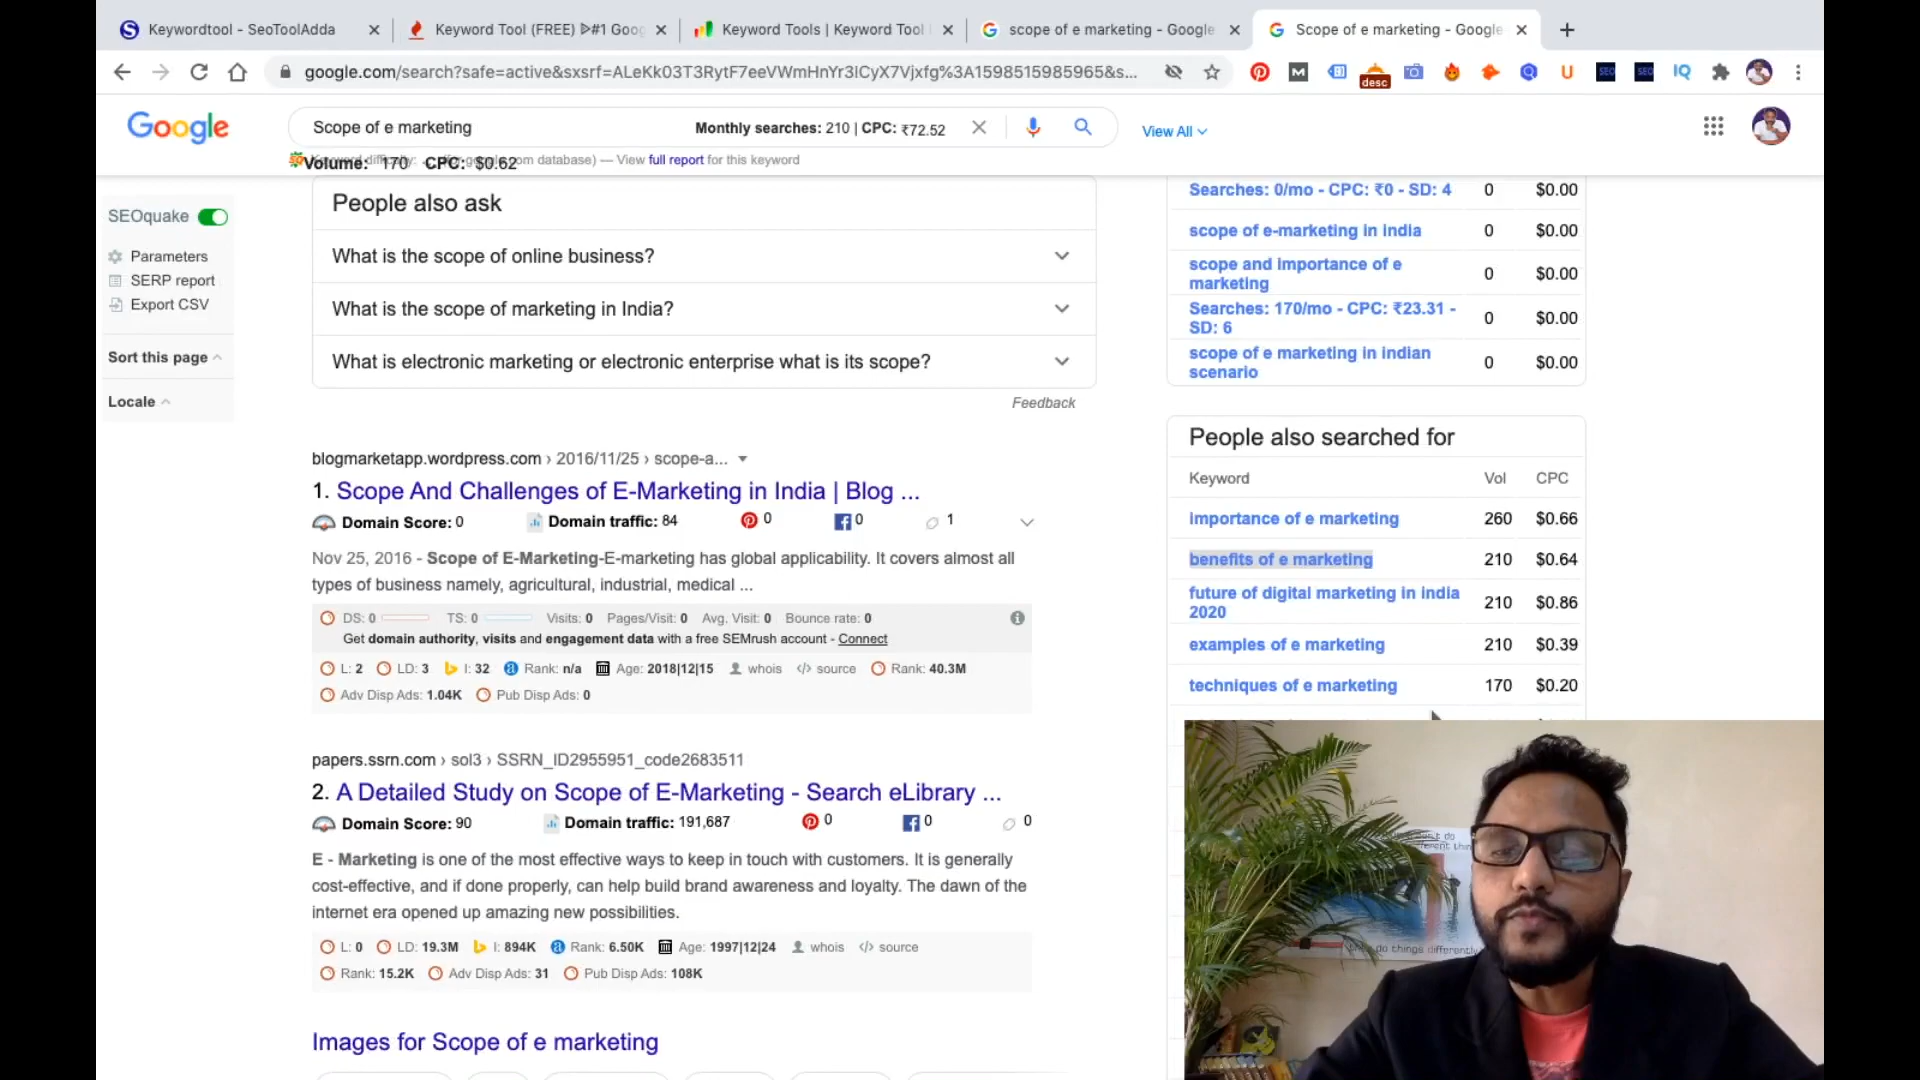 Keywordtool - SeoToolAdda
Keyword Tool (FREE) ᐈ#1 Goog
Keyword Tools | Keyword Tool
scope of e marketing - Google
Scope of e marketing - Google
google.com/search?safe=active&sxsrf=ALeKk03T3RytF7eeVWmHnYr3iCyX7Vjxfg%3A1598515985965&s...
desc
SEO
SEO
IQ
Google
Scope of e marketing
Monthly searches: 210 | CPC: ₹72.52
View All
Volume: 170 CPC: $0.62
google.com database) — View full report for this keyword
SEOquake
Parameters
SERP report
Export CSV
Sort this page
Locale
People also ask
What is the scope of online business?
What is the scope of marketing in India?
What is electronic marketing or electronic enterprise what is its scope?
Feedback
blogmarketapp.wordpress.com › 2016/11/25 › scope-a...
1. Scope And Challenges of E-Marketing in India | Blog ...
Domain Score: 0 Domain traffic: 84 0 0 1
Nov 25, 2016 - Scope of E-Marketing-E-marketing has global applicability. It covers almost all
types of business namely, agricultural, industrial, medical ...
DS: 0 TS: 0 Visits: 0 Pages/Visit: 0 Avg. Visit: 0 Bounce rate: 0
Get domain authority, visits and engagement data with a free SEMrush account - Connect
L: 2 LD: 3 I: 32 Rank: n/a Age: 2018|12|15 whois </> source Rank: 40.3M
Adv Disp Ads: 1.04K Pub Disp Ads: 0
papers.ssrn.com › sol3 › SSRN_ID2955951_code2683511
2. A Detailed Study on Scope of E-Marketing - Search eLibrary ...
Domain Score: 90 Domain traffic: 191,687 0 0 0
E - Marketing is one of the most effective ways to keep in touch with customers. It is generally
cost-effective, and if done properly, can help build brand awareness and loyalty. The dawn of the
internet era opened up amazing new possibilities.
L: 0 LD: 19.3M I: 894K Rank: 6.50K Age: 1997|12|24 whois </> source
Rank: 15.2K Adv Disp Ads: 31 Pub Disp Ads: 108K
Images for Scope of e marketing
Searches: 0/mo - CPC: ₹0 - SD: 4 0 $0.00
scope of e-marketing in india 0 $0.00
scope and importance of e
marketing 0 $0.00
Searches: 170/mo - CPC: ₹23.31 -
SD: 6 0 $0.00
scope of e marketing in indian
scenario 0 $0.00
People also searched for
Keyword Vol CPC
importance of e marketing 260 $0.66
benefits of e marketing 210 $0.64
future of digital marketing in india
2020 210 $0.86
examples of e marketing 210 $0.39
techniques of e marketing 170 $0.20
do things differently